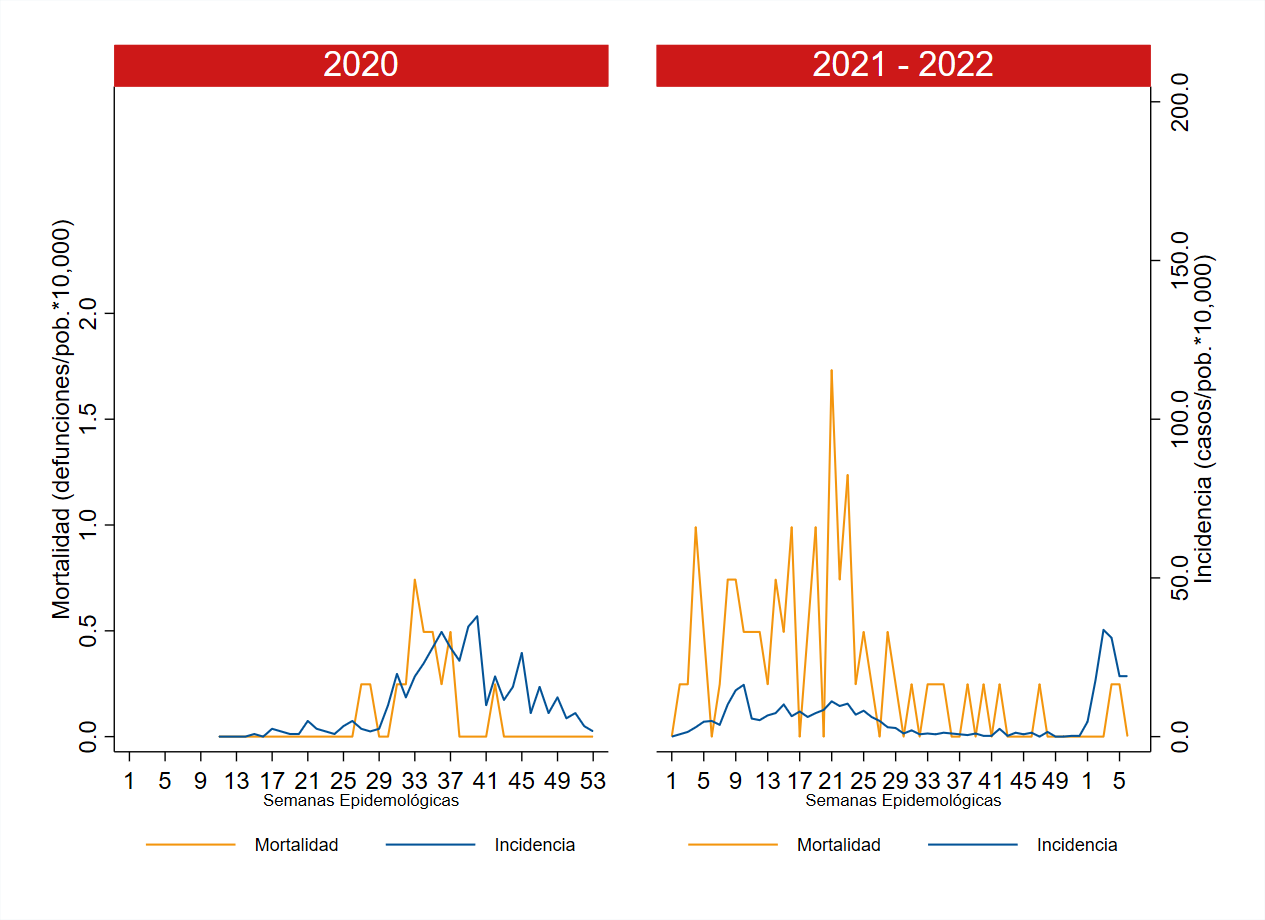 2020
2021 - 2022
Mortalidad (defunciones/pob.*10,000)
2.0
1.5
1.0
0.5
0.0
200.0
150.0
100.0
50.0
0.0
Incidencia (casos/pob.*10,000)
1 5 9 13 17 21 25 29 33 37 41 45 49 53
Semanas Epidemológicas
1 5 9 13 17 21 25 29 33 37 41 45 49 1 5
Semanas Epidemológicas
Mortalidad Incidencia
Mortalidad Incidencia